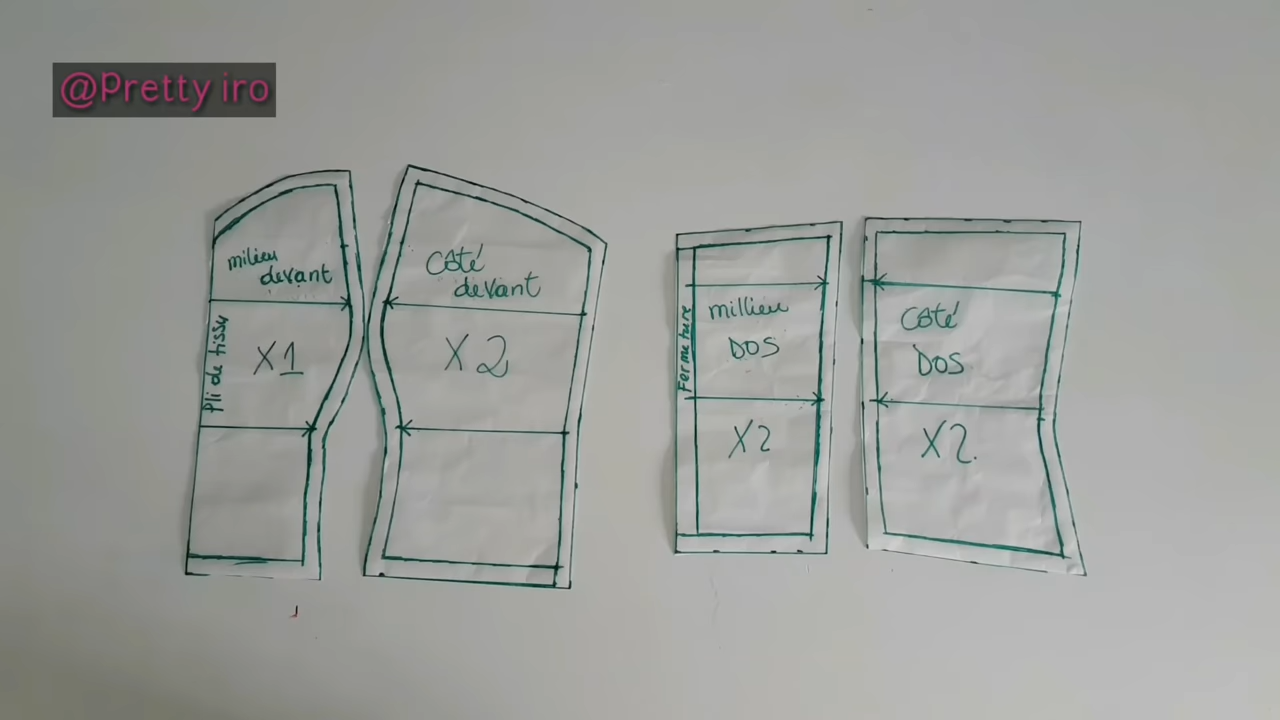 @Pretty iro
milieu
devant
X1
Pli de tissu
côté
devant
X2
Fermeture
millieu
DOS
X2
côté
DOS
X2.